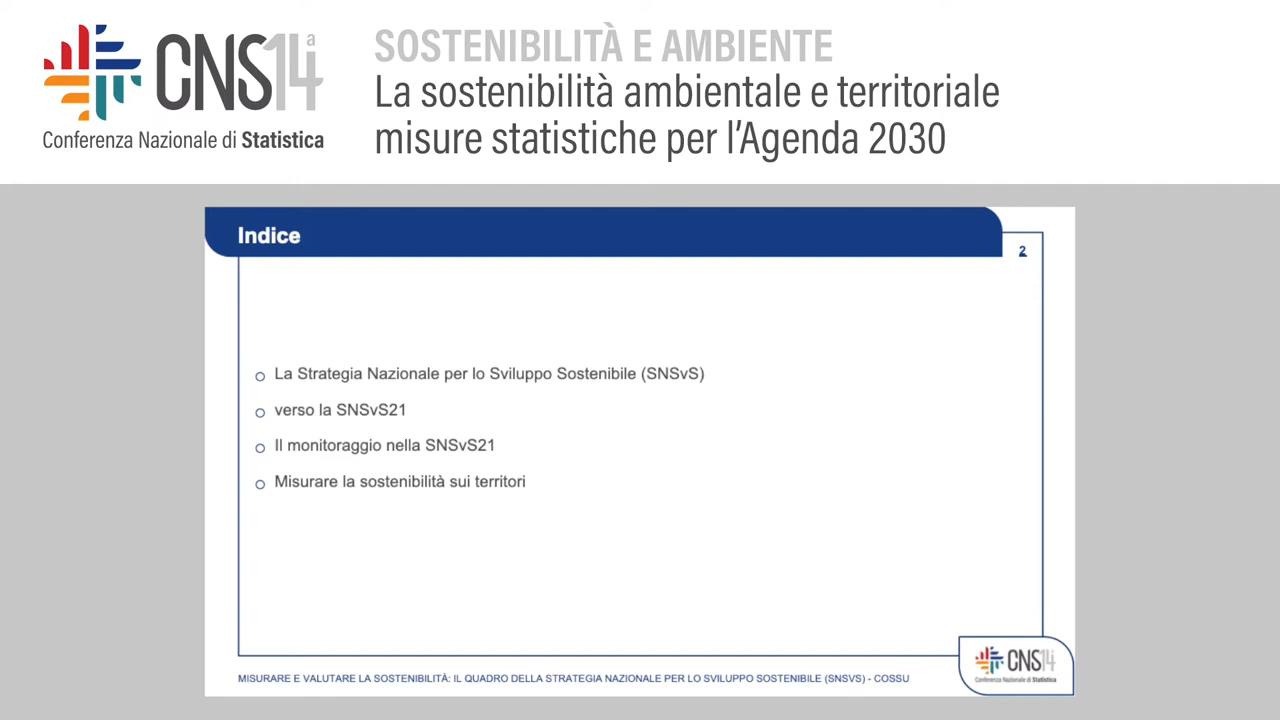 CNS14a
Conferenza Nazionale di Statistica
SOSTENIBILITÀ E AMBIENTE
La sostenibilità ambientale e territoriale
misure statistiche per l'Agenda 2030
Indice
2
La Strategia Nazionale per lo Sviluppo Sostenibile (SNSvS)
verso la SNSvS21
Il monitoraggio nella SNSvS21
Misurare la sostenibilità sui territori
MISURARE E VALUTARE LA SOSTENIBILITÀ: IL QUADRO DELLA STRATEGIA NAZIONALE PER LO SVILUPPO SOSTENIBILE (SNSVS) - COSSU
CNS14
Conferenza Nazionale di Statistica